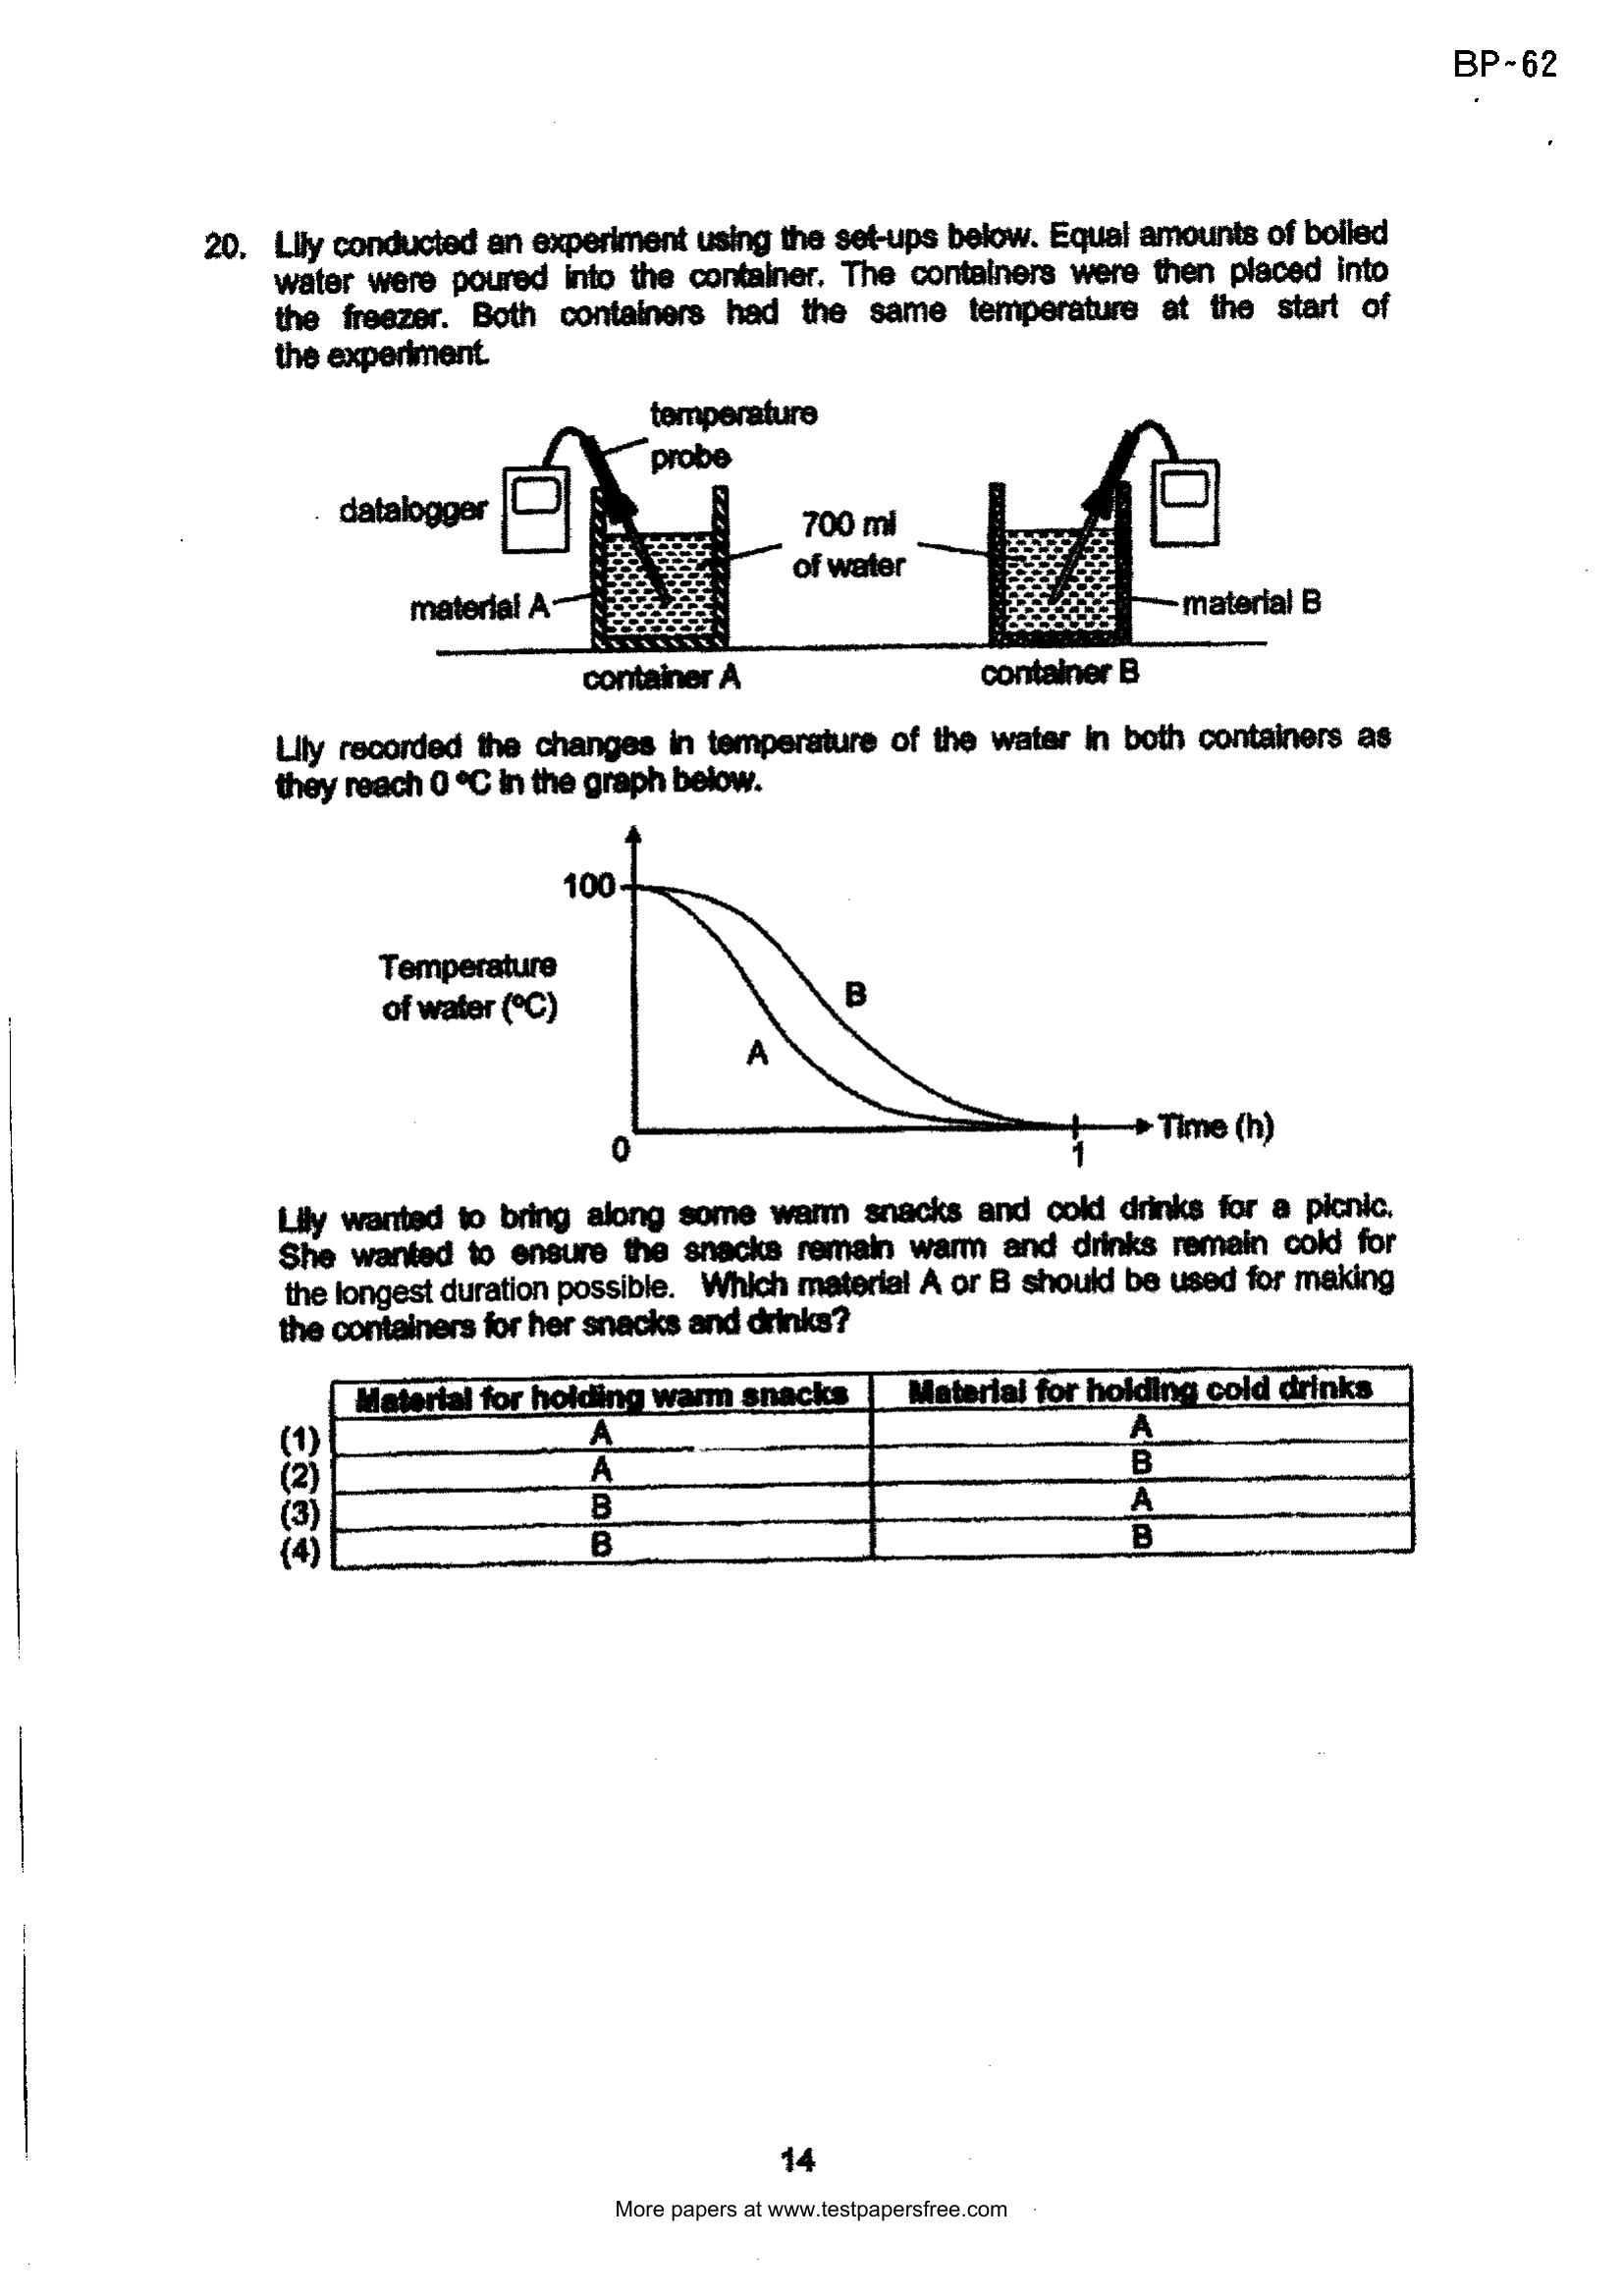 BP-62
20. Lily conducted an experiment using the set-ups below. Equal amounts of boiled
water were poured into the container. The containers were then placed into
the freezer. Both containers had the same temperature at the start of
the experiment.
temperature
probe
datalogger
700 ml
of water
material A
material B
container A
container B
Lily recorded the changes in temperature of the water in both containers as
they reach 0 °C in the graph below.
100
Temperature
of water (°C)
B
A
Time (h)
0
1
Lily wanted to bring along some warm snacks and cold drinks for a picnic.
She wanted to ensure the snacks remain warm and drinks remain cold for
the longest duration possible. Which material A or B should be used for making
the containers for her snacks and drinks?
Material for holding warm snacks Material for holding cold drinks
(1) A A
(2) A B
(3) B A
(4) B B
14
More papers at www.testpapersfree.com